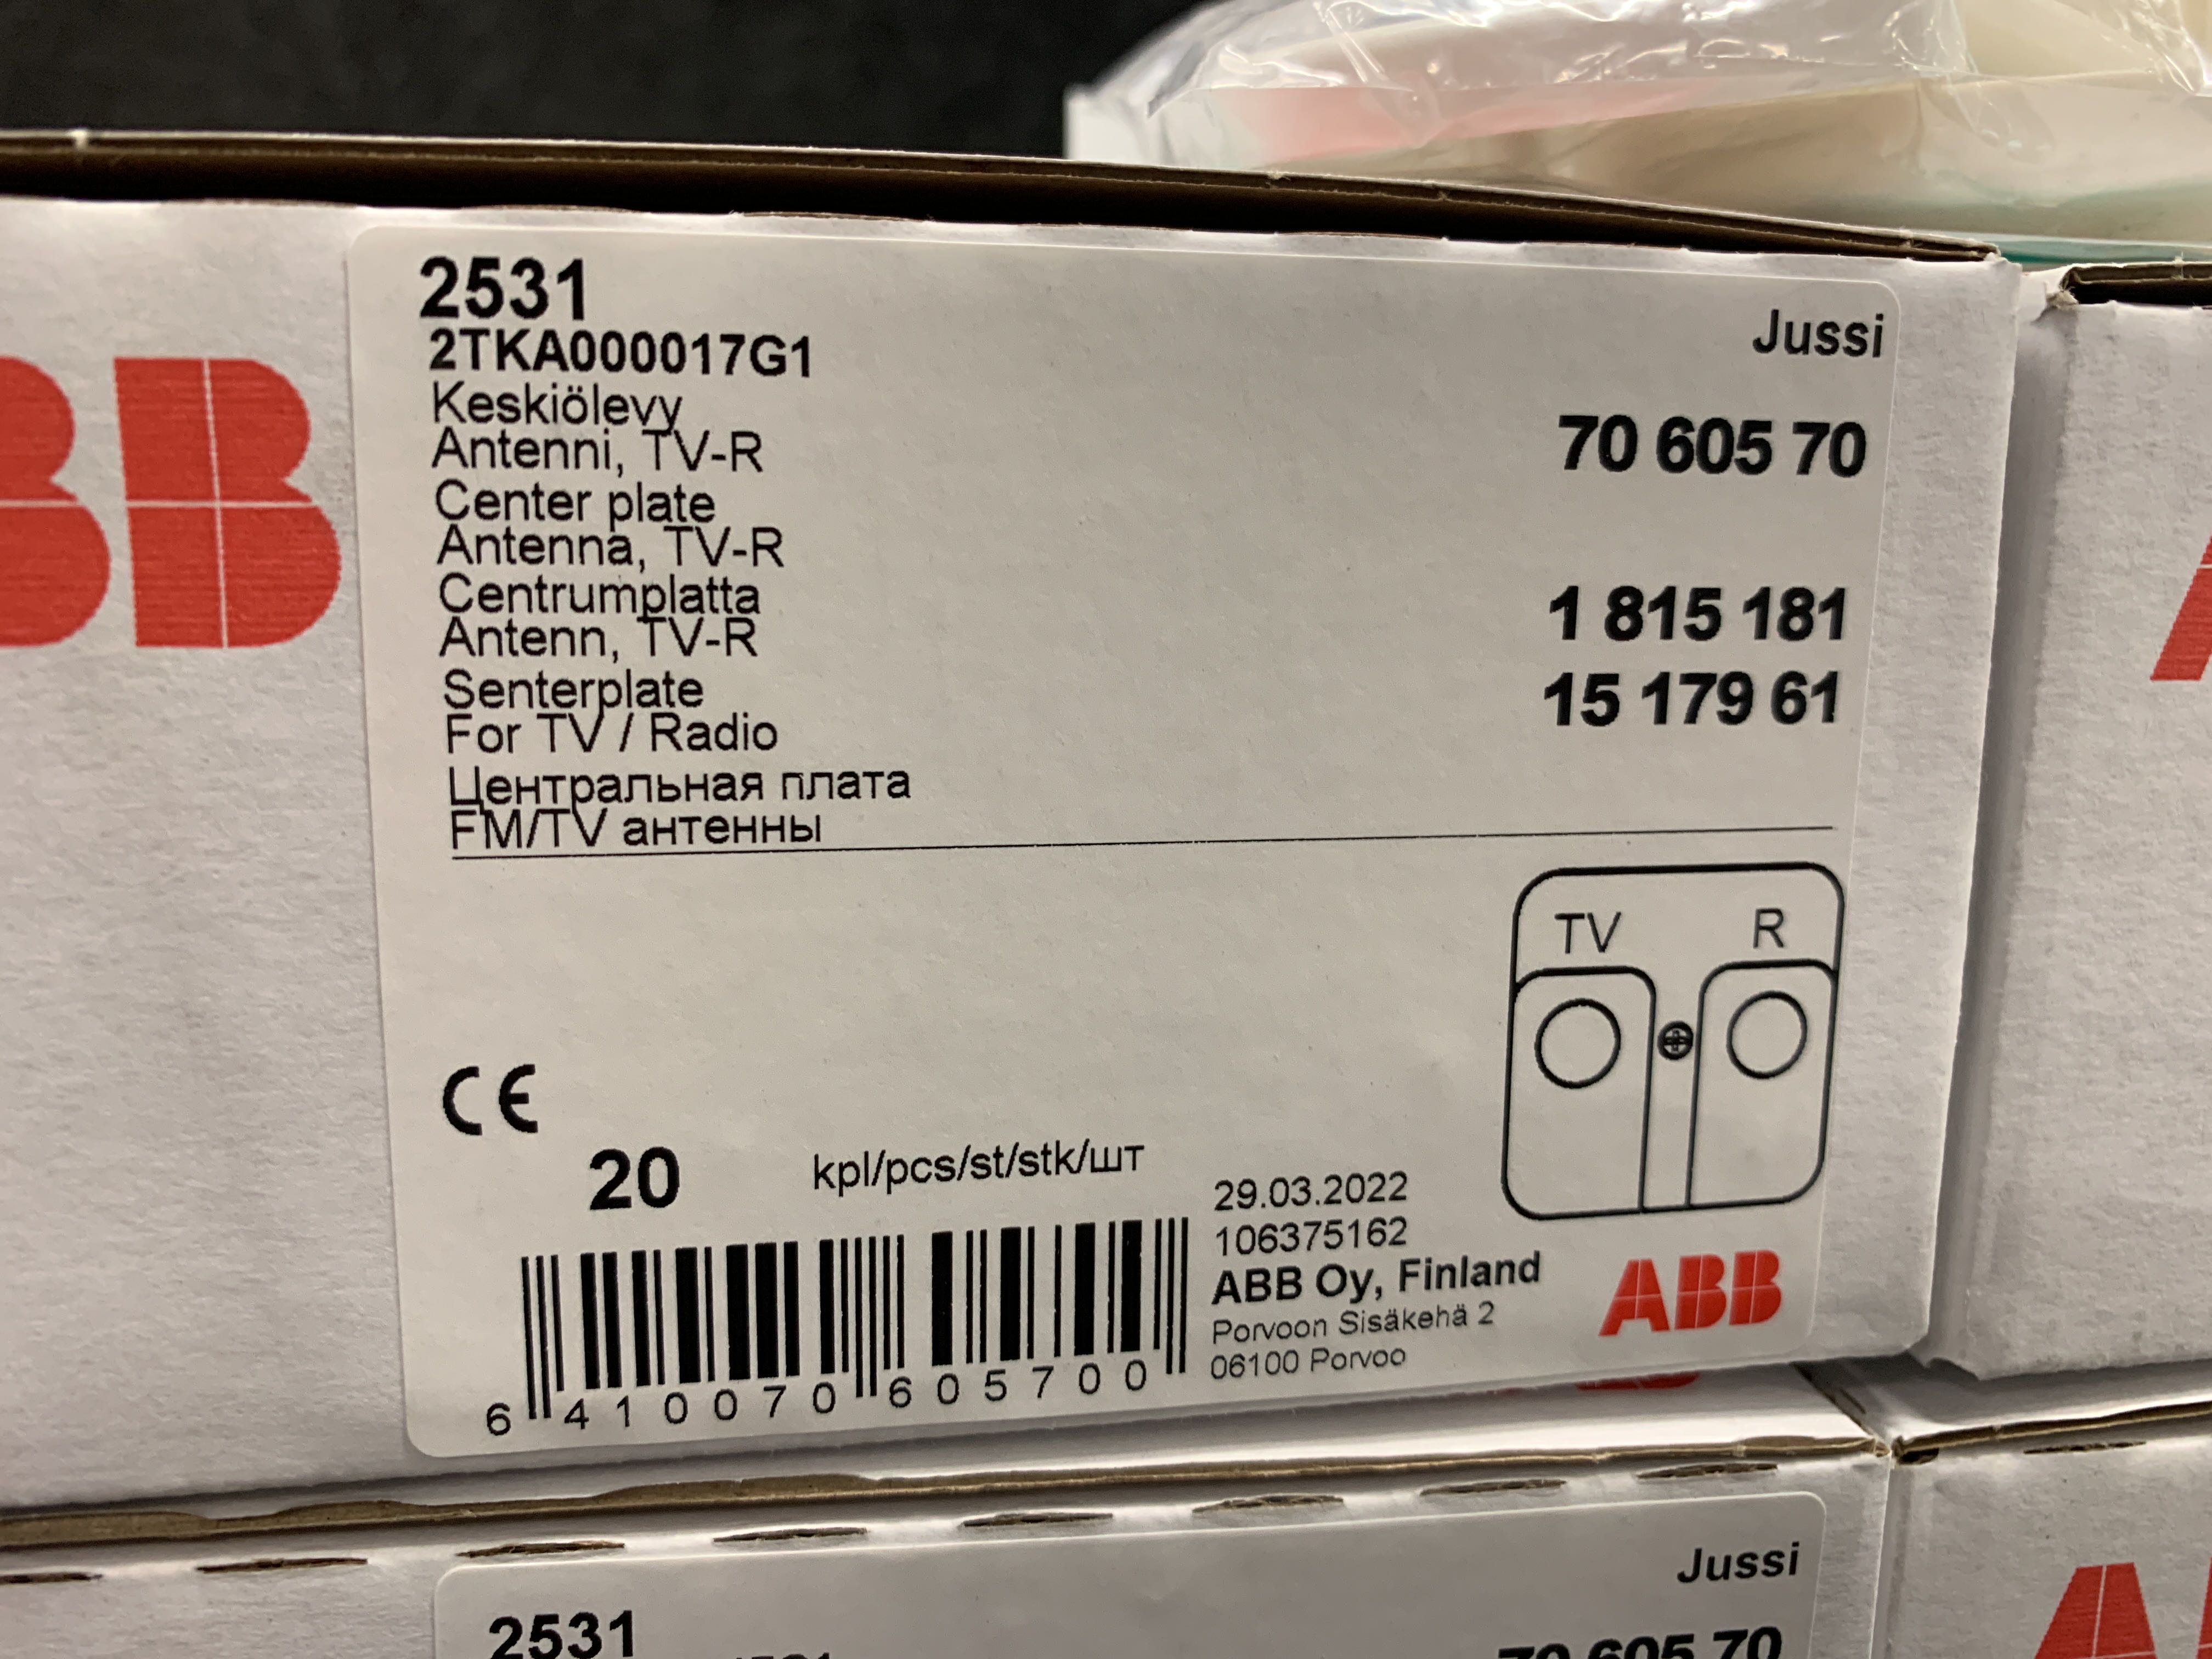 BB
2531
2TKA000017G1
Jussi
Keskiölevy
Antenni, TV-R
70 605 70
Center plate
Antenna, TV-R
Centrumplatta
Antenn, TV-R
1 815 181
Senterplate
For TV / Radio
15 179 61
Центральная плата
FM/TV антенны
TV R
CE
20 kpl/pcs/st/stk/шт
29.03.2022
106375162
ABB Oy, Finland
Porvoon Sisäkehä 2
06100 Porvoo
ABB
6 410070 605700
Jussi
2531
70 605 70